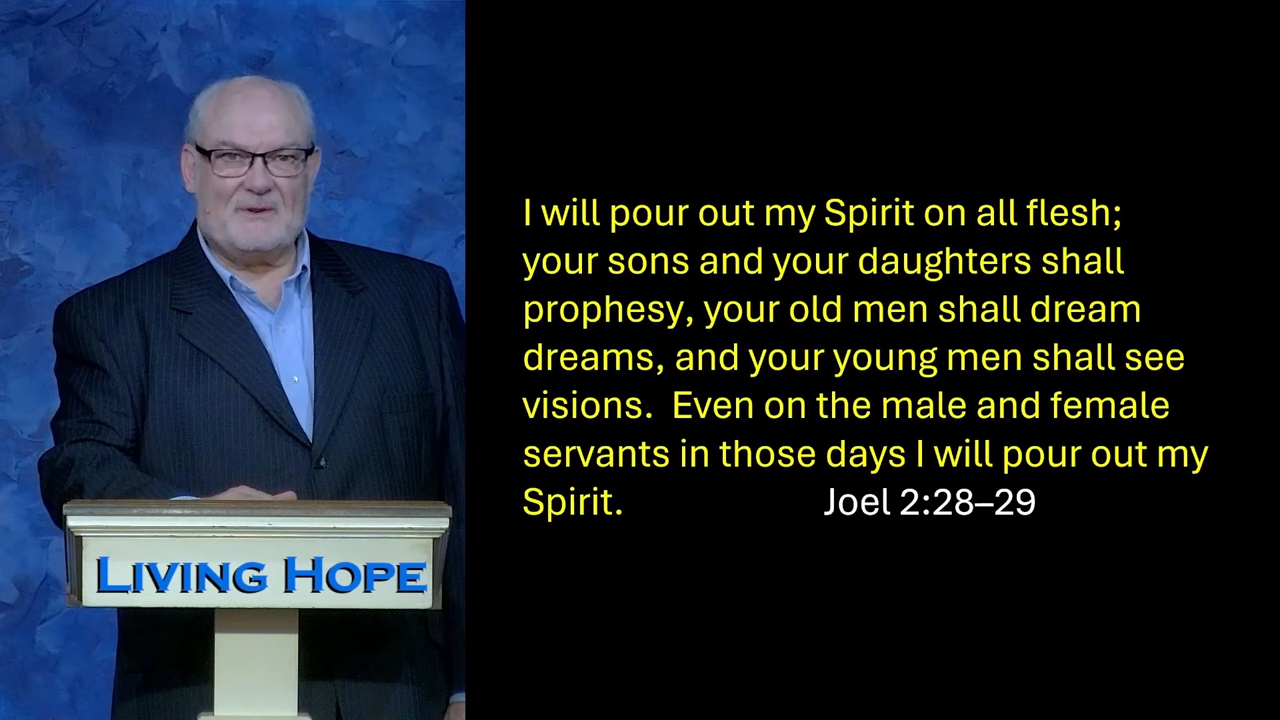 LIVING HOPE
I will pour out my Spirit on all flesh;
your sons and your daughters shall
prophesy, your old men shall dream
dreams, and your young men shall see
visions.  Even on the male and female
servants in those days I will pour out my
Spirit. Joel 2:28–29